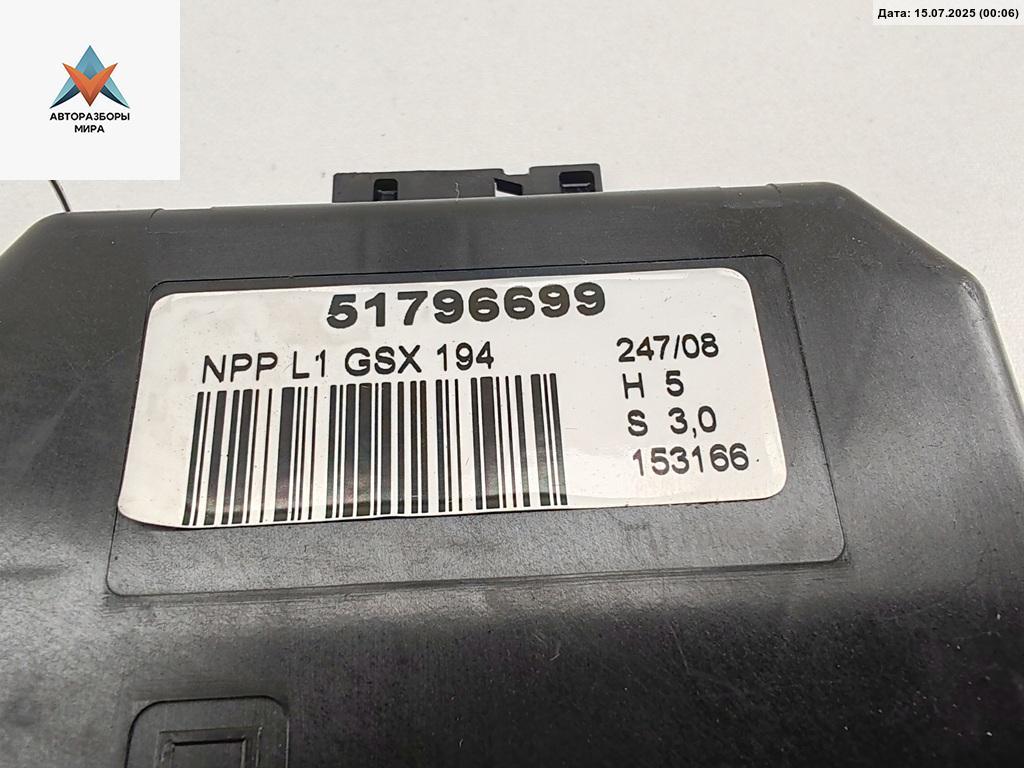 Дата: 15.07.2025 (00:06)
АВТОРАЗБОРЫ
МИРА
51796699
NPP L1 GSX 194
247/08
H 5
S 3,0
153166